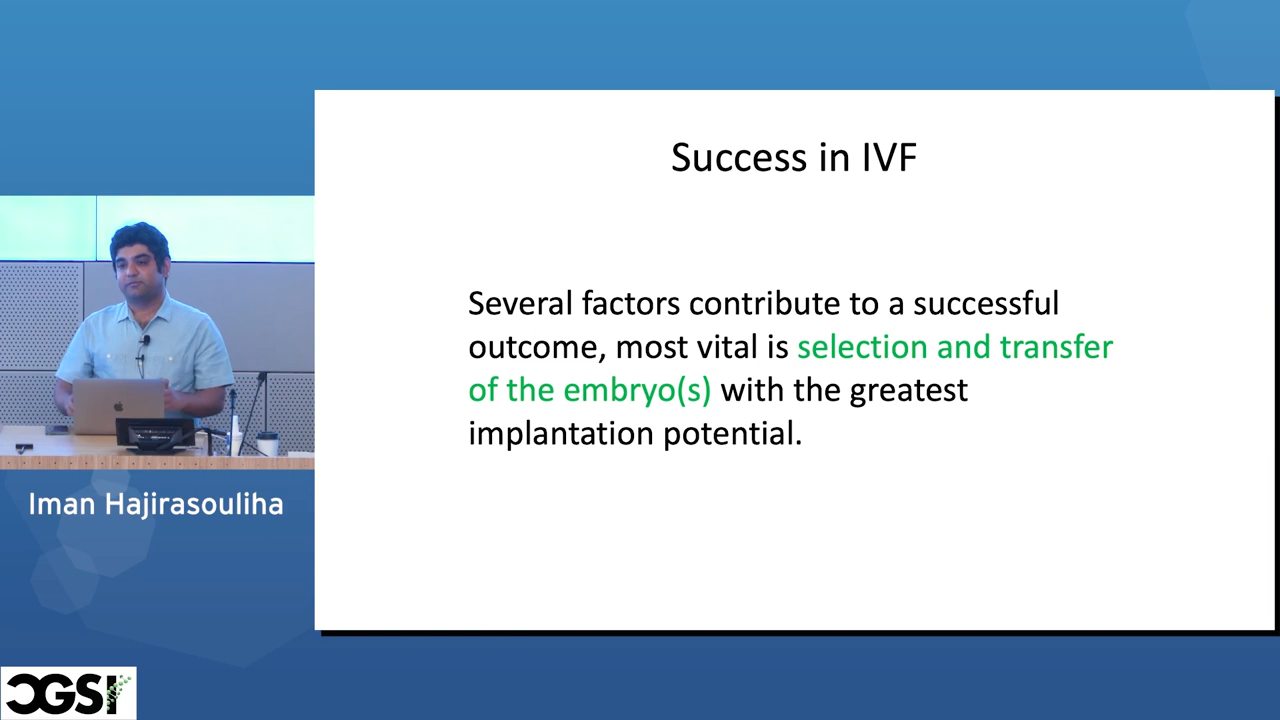 Success in IVF
Several factors contribute to a successful
outcome, most vital is selection and transfer
of the embryo(s) with the greatest
implantation potential.
Iman Hajirasouliha
CGSI